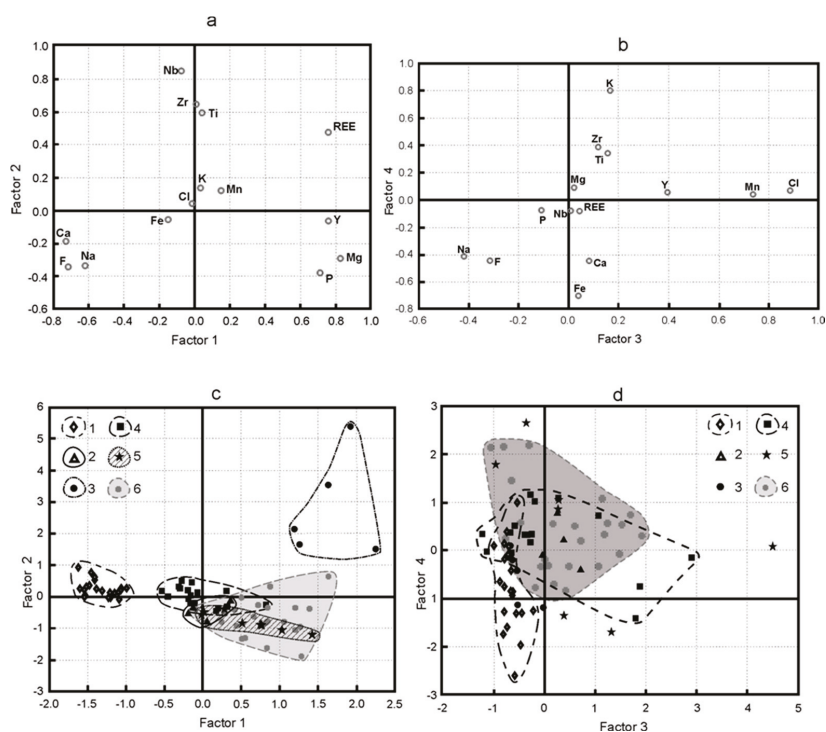 a
1.0
0.8
0.6
0.4
0.2
0.0
-0.2
-0.4
-0.6
Factor 2
Nb
Zr
Ti
REE
K
Mn
Cl
Fe
Y
Ca
F
Na
Mg
P
-0.8 -0.6 -0.4 -0.2 0.0 0.2 0.4 0.6 0.8 1.0
Factor 1
b
1.0
0.8
0.6
0.4
0.2
0.0
-0.2
-0.4
-0.6
-0.8
Factor 4
K
Zr
Ti
Mg
Y
Mn
Cl
P
Nb
REE
Na
F
Ca
Fe
-0.6 -0.4 -0.2 0.0 0.2 0.4 0.6 0.8 1.0
Factor 3
c
6
5
4
3
2
1
0
-1
-2
-3
Factor 2
1 4
2 5
3 6
-2.0 -1.5 -1.0 -0.5 0.0 0.5 1.0 1.5 2.0 2.5
Factor 1
d
3
2
1
0
-1
-2
-3
Factor 4
1 4
2 5
3 6
-2 -1 -0 1 2 3 4 5
Factor 3